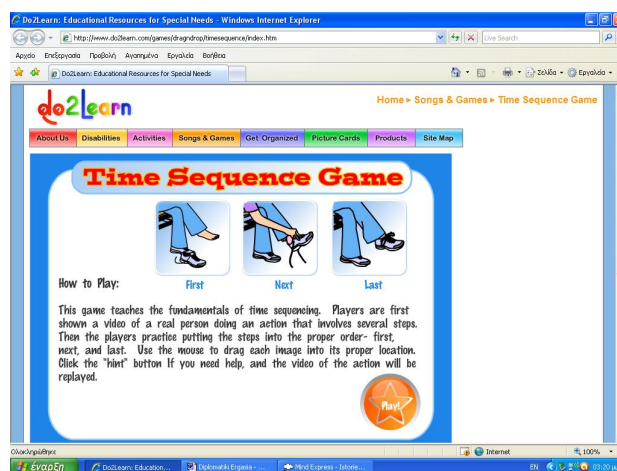 Do2Learn: Educational Resources for Special Needs - Windows Internet Explorer
http://www.do2learn.com/games/dragndrop/timesequence/index.htm
Live Search
Αρχείο Επεξεργασία Προβολή Αγαπημένα Εργαλεία Βοήθεια
Do2Learn: Educational Resources for Special Needs
Σελίδα Εργαλεία
do2learn
Home ▸ Songs & Games ▸ Time Sequence Game
About Us Disabilities Activities Songs & Games Get Organized Picture Cards Products Site Map
Time Sequence Game
How to Play:
First Next Last
This game teaches the fundamentals of time sequencing. Players are first
shown a video of a real person doing an action that involves several steps.
Then the players practice putting the steps into the proper order- first,
next, and last. Use the mouse to drag each image into its proper location.
Click the "hint" button If you need help, and the video of the action will be
replayed.
Play!
Ολοκληρώθηκε
Internet
100%
έναρξη
Do2Learn: Education...
Diplomatiki Ergasia - ...
Mind Express - Istorie...
EN
03:20 μμ